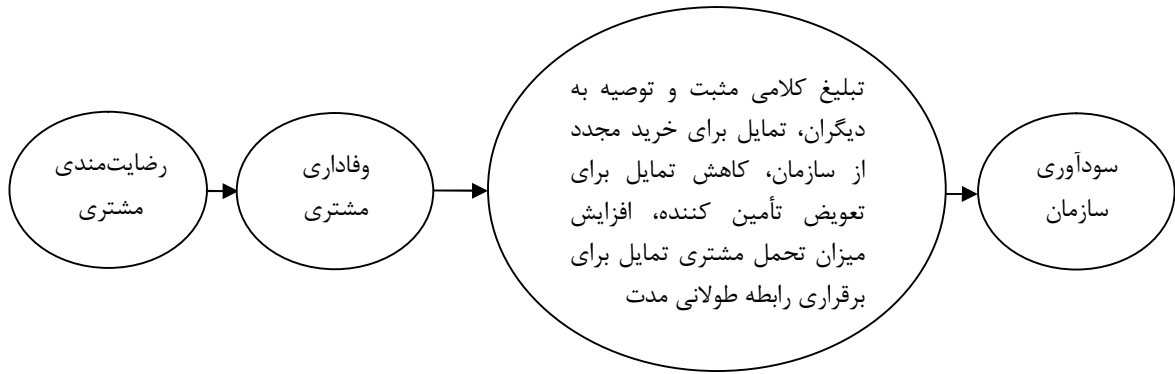 رضایت‌مندی
مشتری
وفاداری
مشتری
تبلیغ کلامی مثبت و توصیه به
دیگران، تمایل برای خرید مجدد
از سازمان، کاهش تمایل برای
تعویض تأمین کننده، افزایش
میزان تحمل مشتری تمایل برای
برقراری رابطه طولانی مدت
سودآوری
سازمان